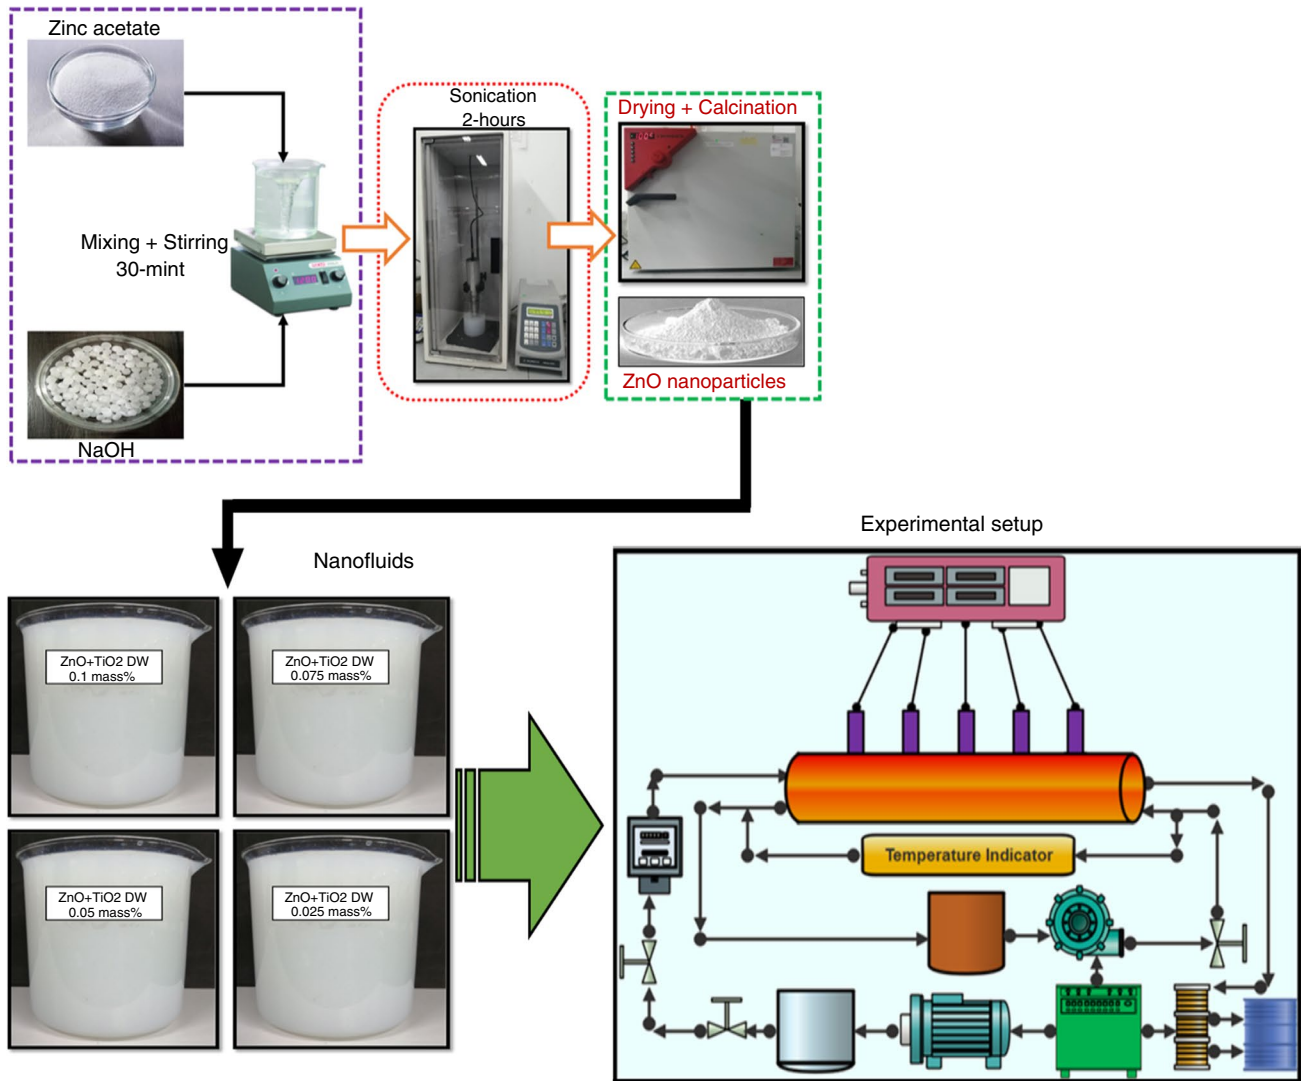 Zinc acetate
Mixing + Stirring
30-mint
NaOH
Sonication
2-hours
Drying + Calcination
ZnO nanoparticles
Nanofluids
ZnO+TiO2 DW
0.1 mass%
ZnO+TiO2 DW
0.075 mass%
ZnO+TiO2 DW
0.05 mass%
ZnO+TiO2 DW
0.025 mass%
Experimental setup
Temperature Indicator